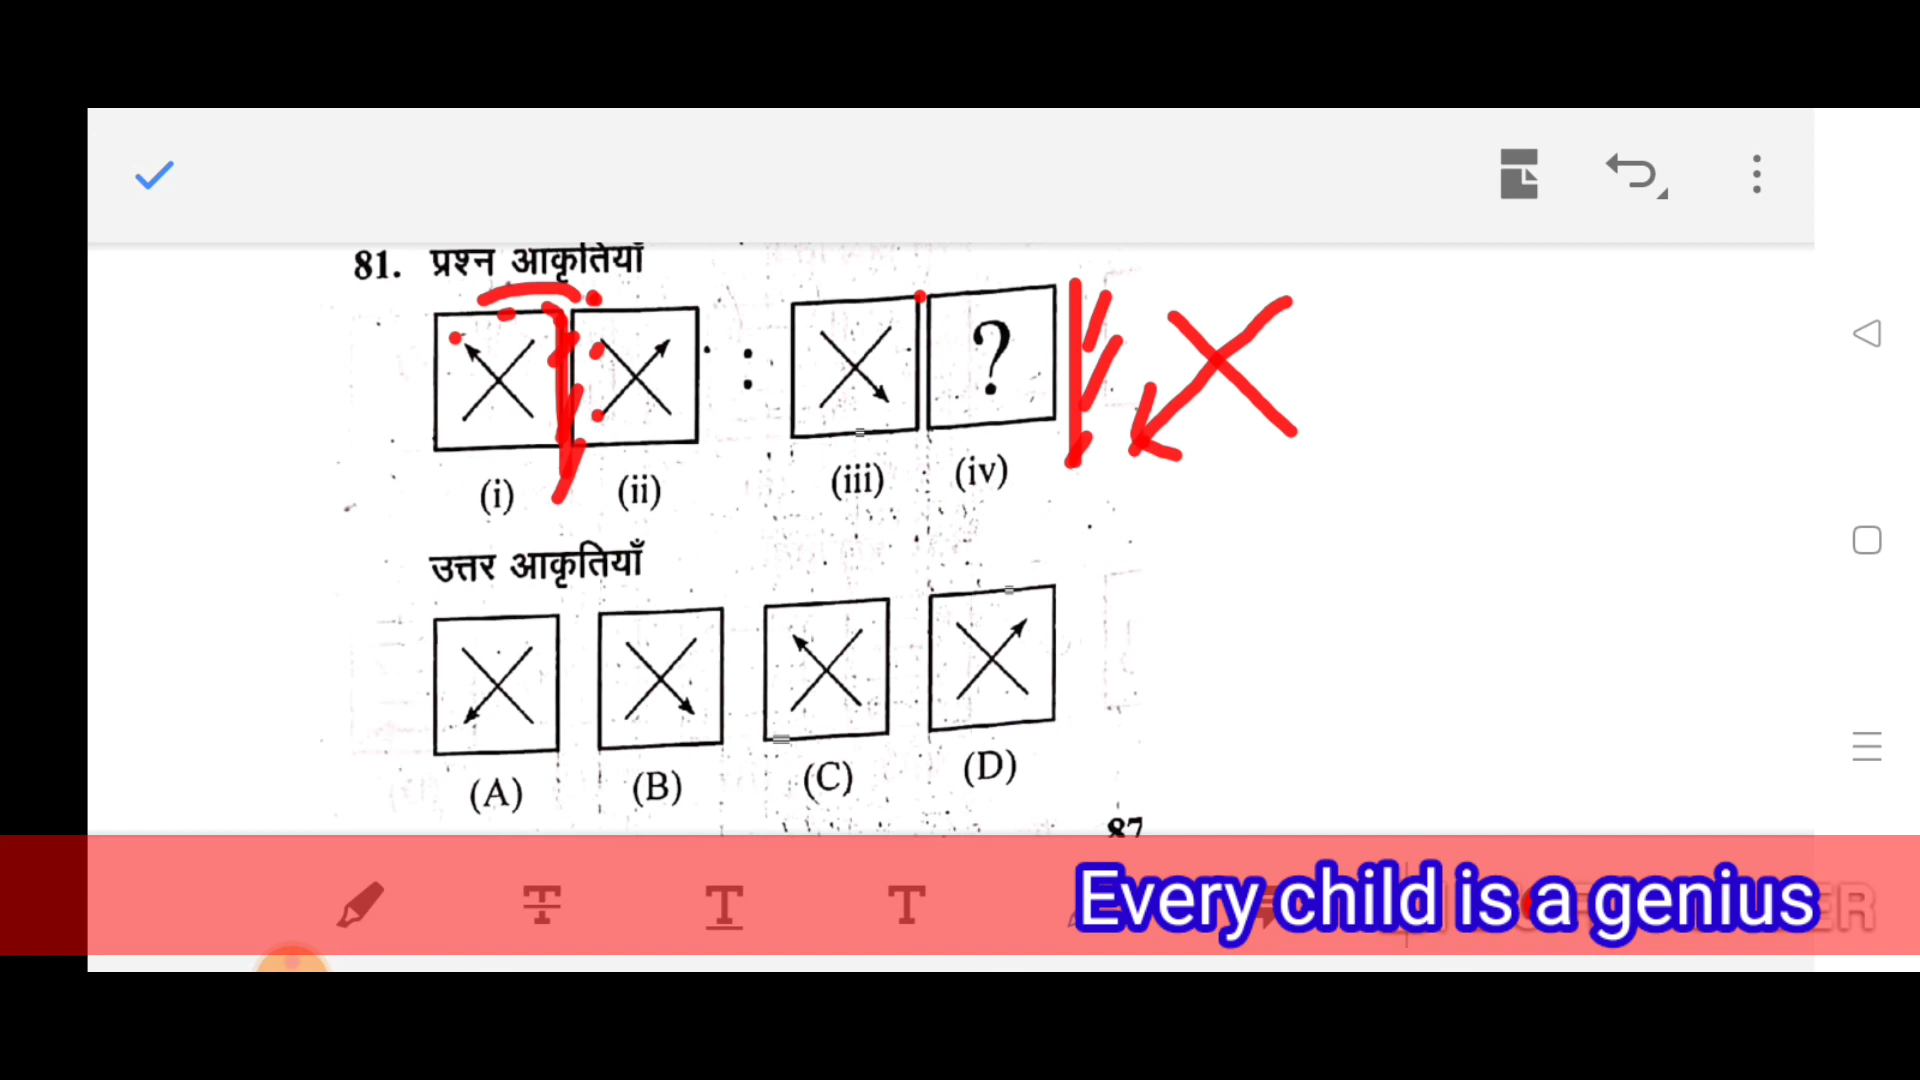 81. प्रश्न आकृतियाँ
?
(i) (ii) : (iii) (iv)
उत्तर आकृतियाँ
(A) (B) (C) (D)
87
T T T
Every child is a genius